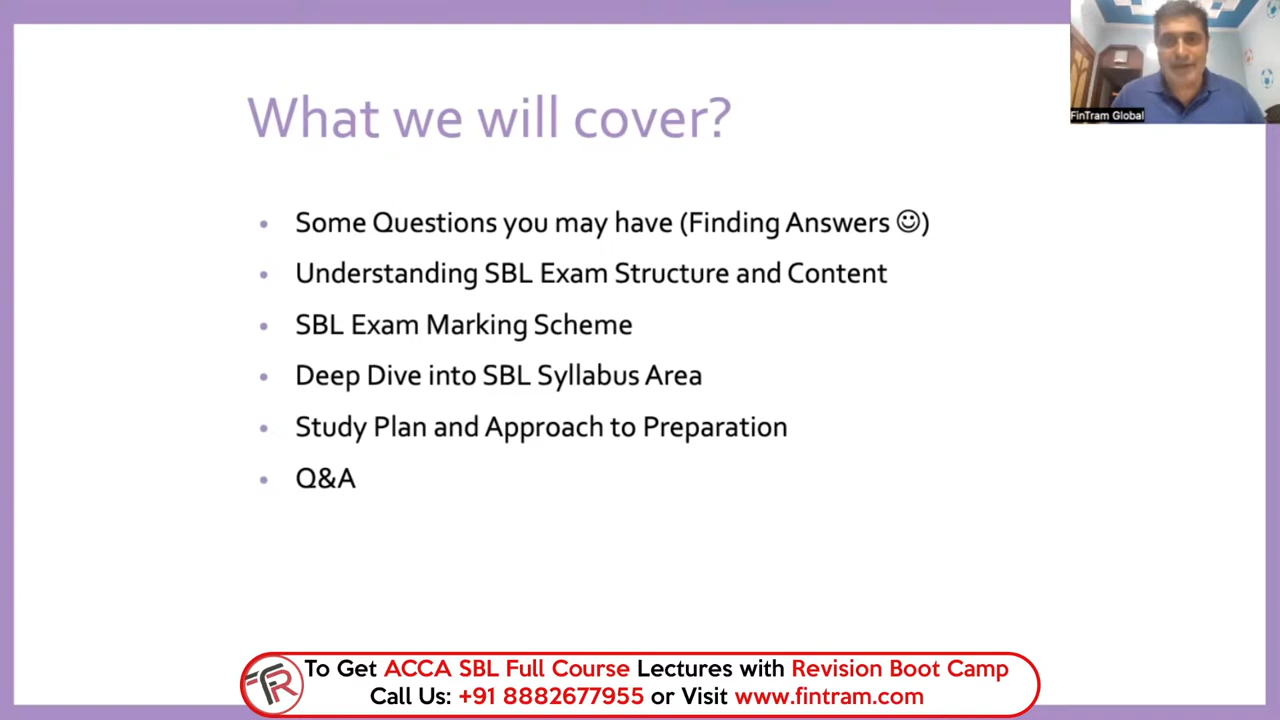 FinTram Global
What we will cover?
• Some Questions you may have (Finding Answers ☺)
• Understanding SBL Exam Structure and Content
• SBL Exam Marking Scheme
• Deep Dive into SBL Syllabus Area
• Study Plan and Approach to Preparation
• Q&A
To Get ACCA SBL Full Course Lectures with Revision Boot Camp
Call Us: +91 8882677955 or Visit www.fintram.com